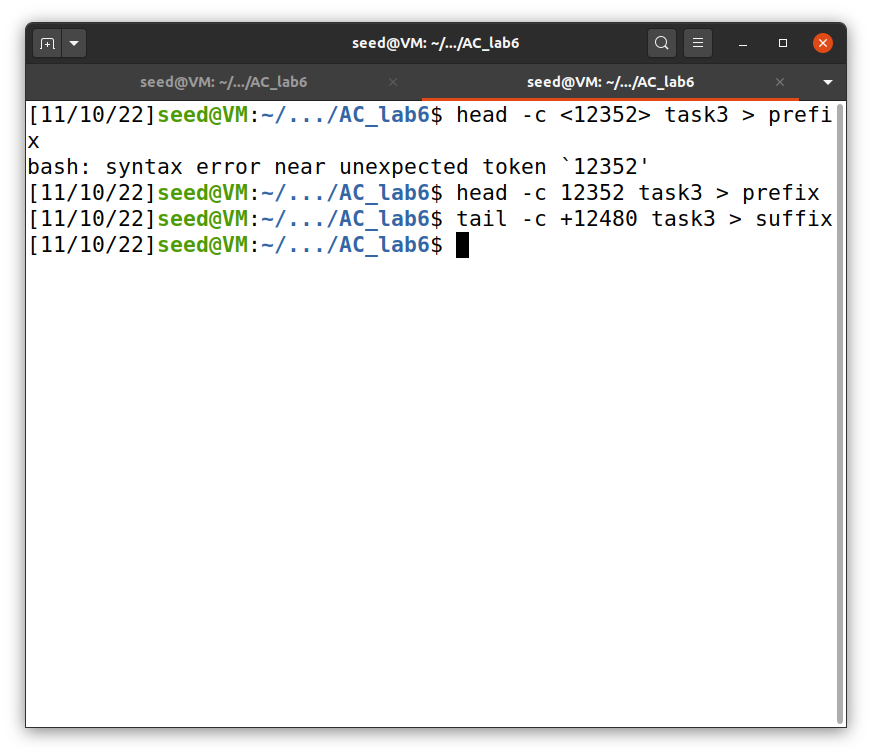 seed@VM: ~/.../AC_lab6
seed@VM: ~/.../AC_lab6
seed@VM: ~/.../AC_lab6
[11/10/22]seed@VM:~/.../AC_lab6$ head -c <12352> task3 > prefi
x
bash: syntax error near unexpected token `12352'
[11/10/22]seed@VM:~/.../AC_lab6$ head -c 12352 task3 > prefix
[11/10/22]seed@VM:~/.../AC_lab6$ tail -c +12480 task3 > suffix
[11/10/22]seed@VM:~/.../AC_lab6$